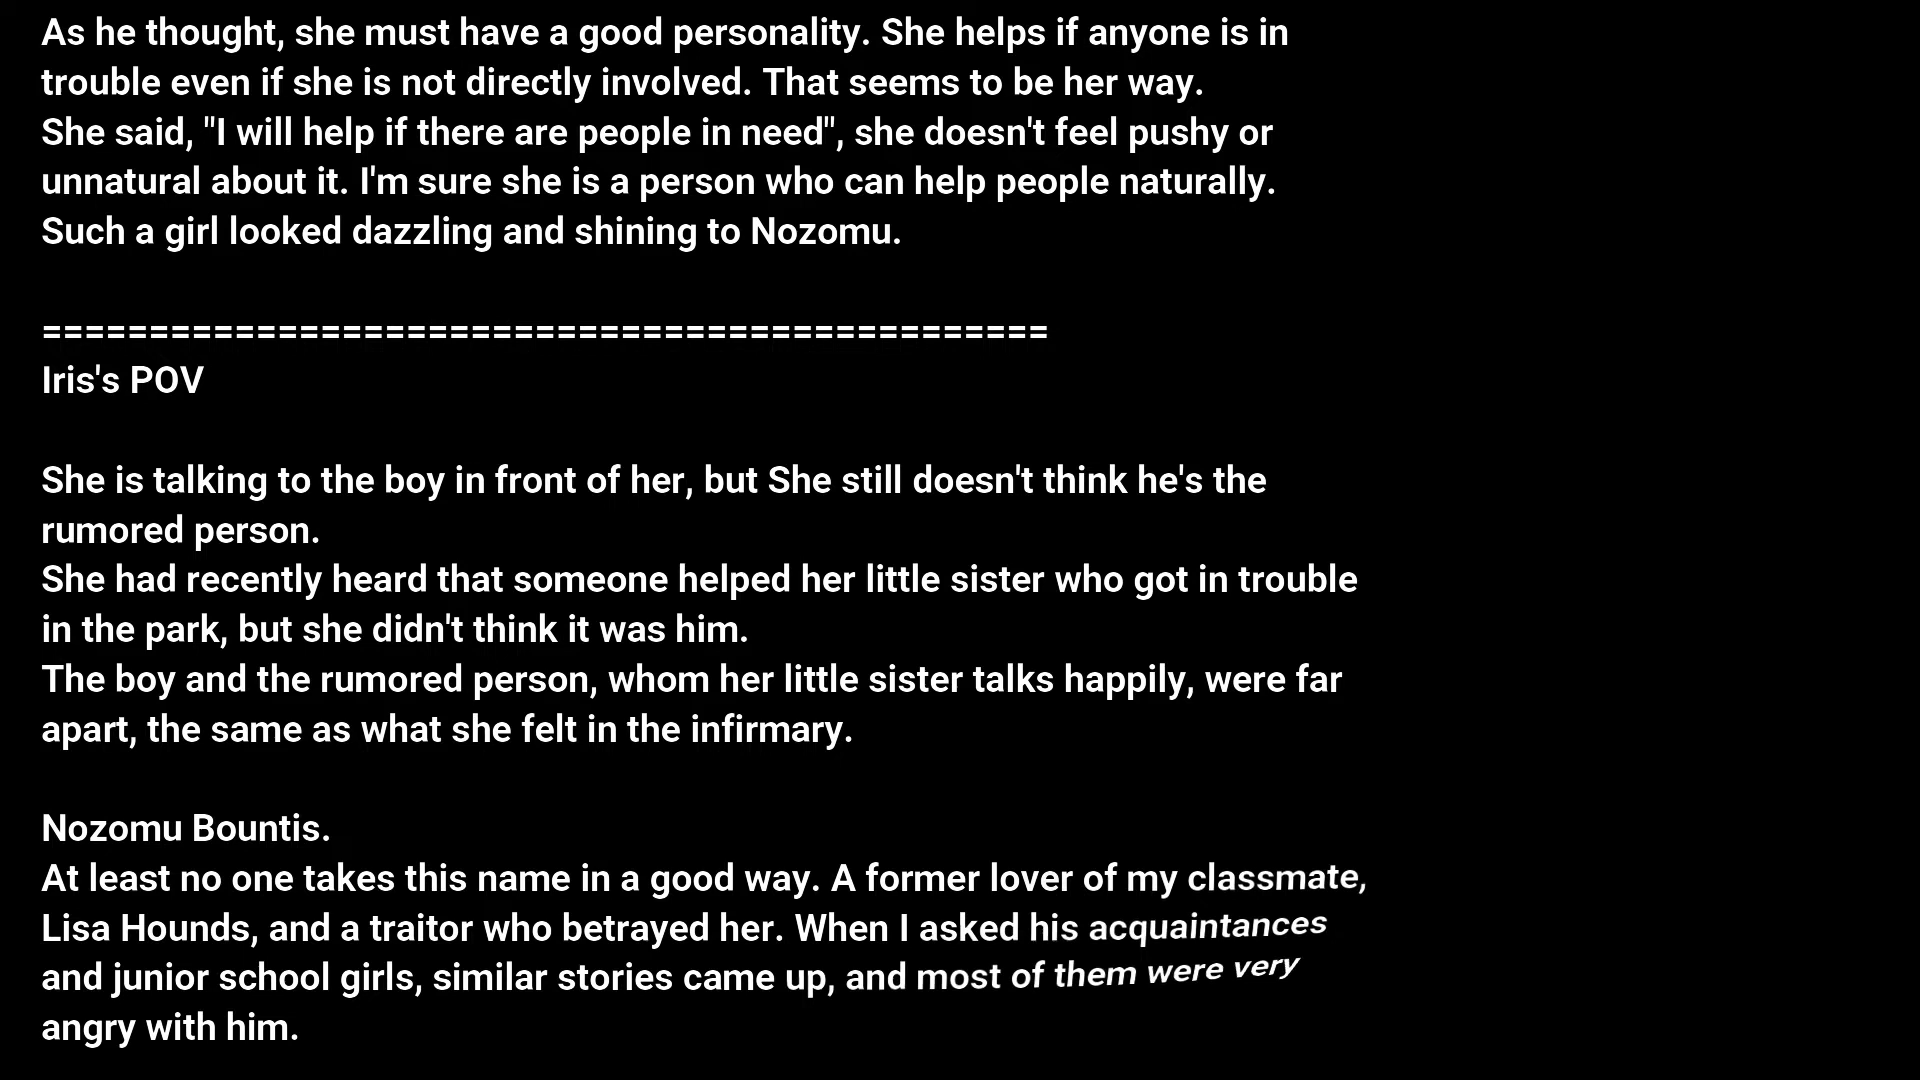 As he thought, she must have a good personality. She helps if anyone is in
trouble even if she is not directly involved. That seems to be her way.
She said, "I will help if there are people in need", she doesn't feel pushy or
unnatural about it. I'm sure she is a person who can help people naturally.
Such a girl looked dazzling and shining to Nozomu.
===============================================
Iris's POV
She is talking to the boy in front of her, but She still doesn't think he's the
rumored person.
She had recently heard that someone helped her little sister who got in trouble
in the park, but she didn't think it was him.
The boy and the rumored person, whom her little sister talks happily, were far
apart, the same as what she felt in the infirmary.
Nozomu Bountis.
At least no one takes this name in a good way. A former lover of my classmate,
Lisa Hounds, and a traitor who betrayed her. When I asked his acquaintances
and junior school girls, similar stories came up, and most of them were very
angry with him.